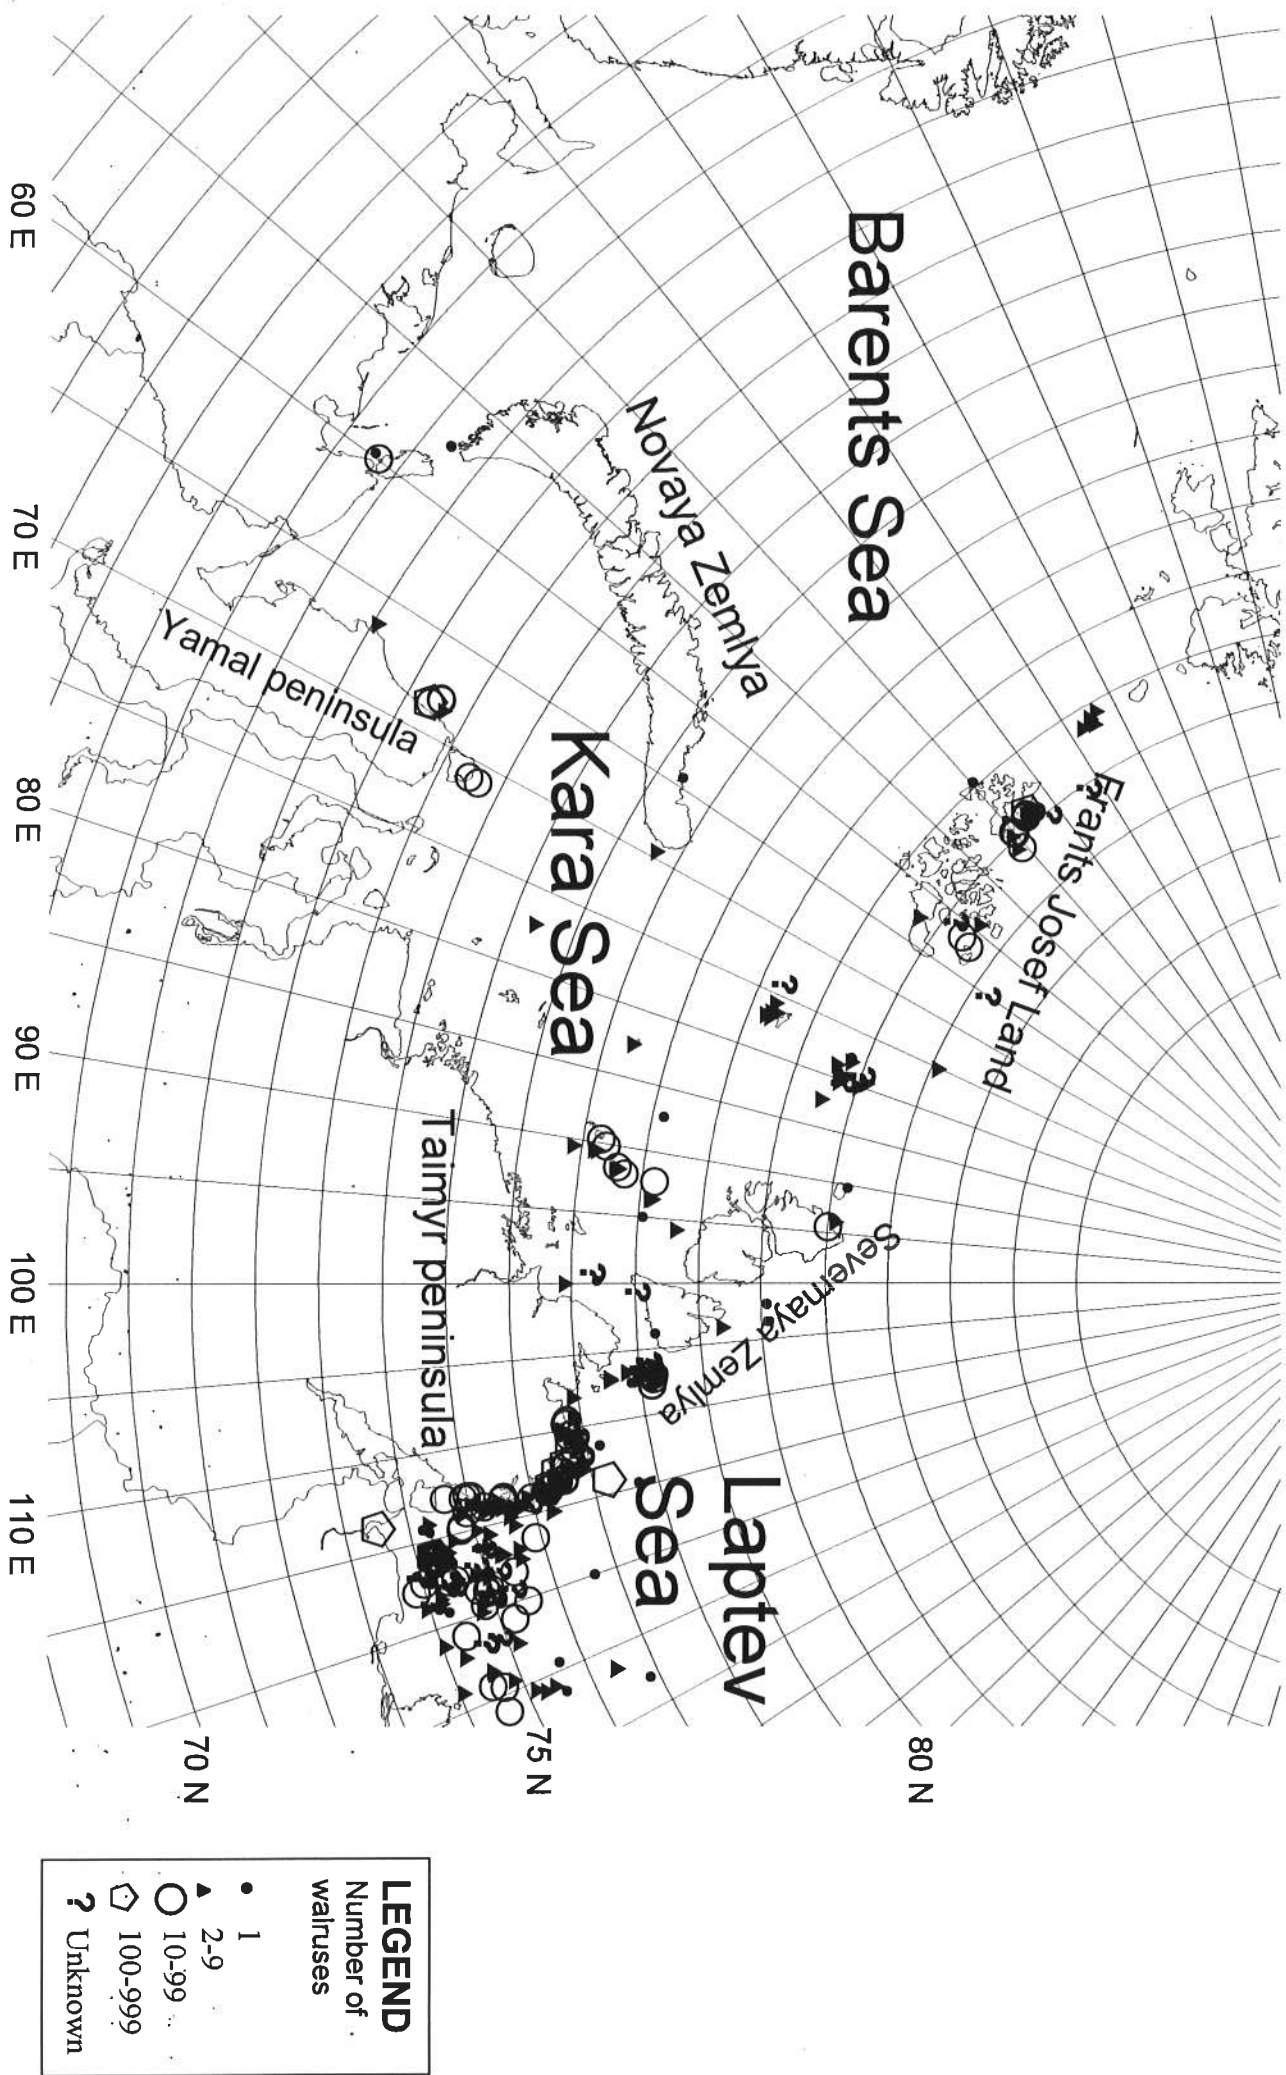 Barents Sea
Novaya Zemlya
Frants Josef Land
Kara Sea
Yamal peninsula
Severnaya Zemlya
Taimyr peninsula
Laptev
Sea
60 E
70 E
80 E
90 E
100 E
110 E
70 N
75 N
80 N
LEGEND
Number of
walruses
1
2-9
10-99
100-999
? Unknown
?
?
?
?
?
?
?
?
?
?